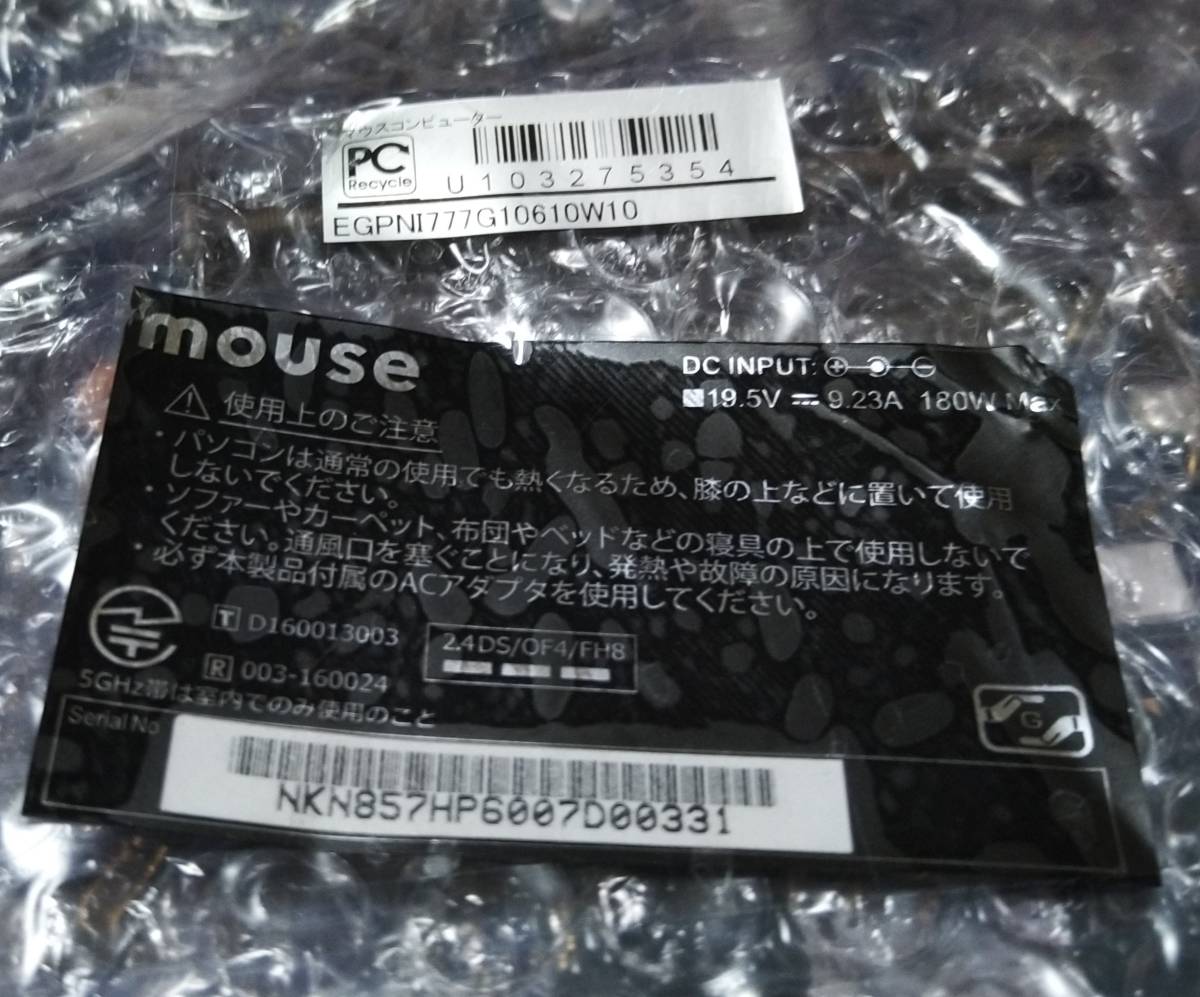 マウスコンピューター
PC
Recycle
U103275354
EGPNI777G10610W10
mouse
DC INPUT:
19.5V 9.23A 180W Max
使用上のご注意
・パソコンは通常の使用でも熱くなるため、膝の上などに置いて使用
しないでください。
・ソファーやカーペット、布団やベッドなどの寝具の上で使用しないで
ください。通風口を塞ぐことになり、発熱や故障の原因になります。
・必ず本製品付属のACアダプタを使用してください。
T D160013003
R 003-160024
2.4DS/OF4/FH8
5GHz帯は室内でのみ使用のこと
G
Serial No
NKN857HP6007D00331